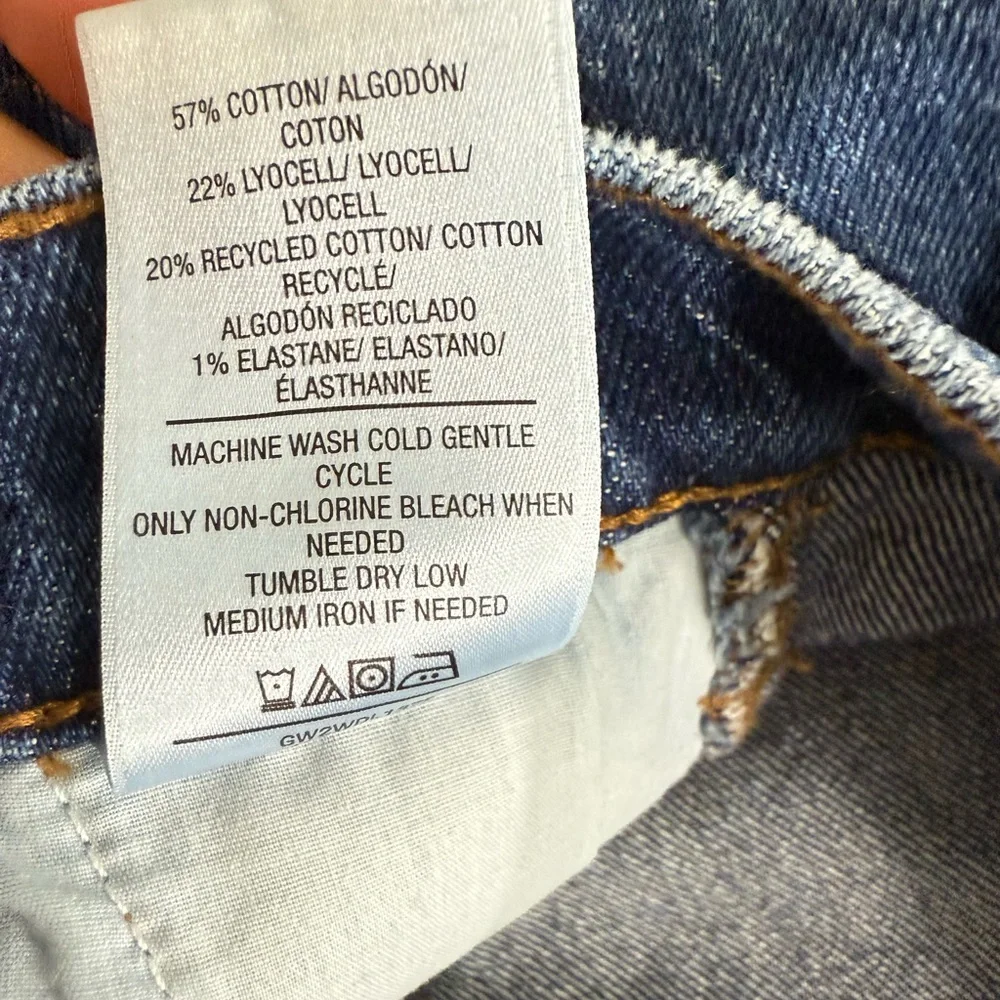 57% COTTON/ ALGODÓN/
COTON
22% LYOCELL/ LYOCELL/
LYOCELL
20% RECYCLED COTTON/ COTTON
RECYCLÉ/
ALGODÓN RECICLADO
1% ELASTANE/ ELASTANO/
ÉLASTHANNE
MACHINE WASH COLD GENTLE
CYCLE
ONLY NON-CHLORINE BLEACH WHEN
NEEDED
TUMBLE DRY LOW
MEDIUM IRON IF NEEDED